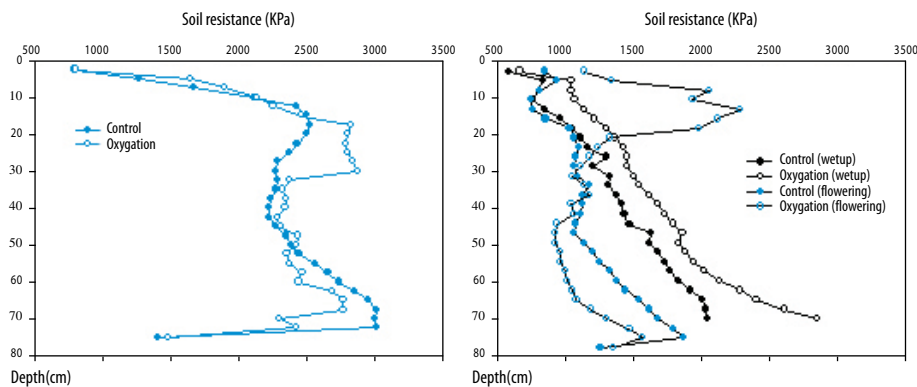 Soil resistance (KPa)
500 1000 1500 2000 2500 3000 3500
0
10
20
30
40
50
60
70
80
Control
Oxygation
Depth(cm)
Soil resistance (KPa)
500 1000 1500 2000 2500 3000 3500
0
10
20
30
40
50
60
70
80
Control (wetup)
Oxygation (wetup)
Control (flowering)
Oxygation (flowering)
Depth(cm)